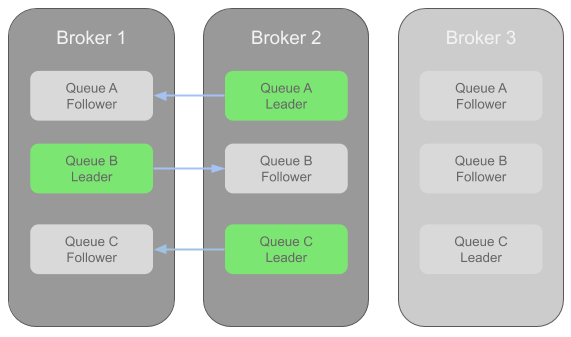 Broker 1
Queue A
Follower
Queue B
Leader
Queue C
Follower
Broker 2
Queue A
Leader
Queue B
Follower
Queue C
Leader
Broker 3
Queue A
Follower
Queue B
Follower
Queue C
Leader